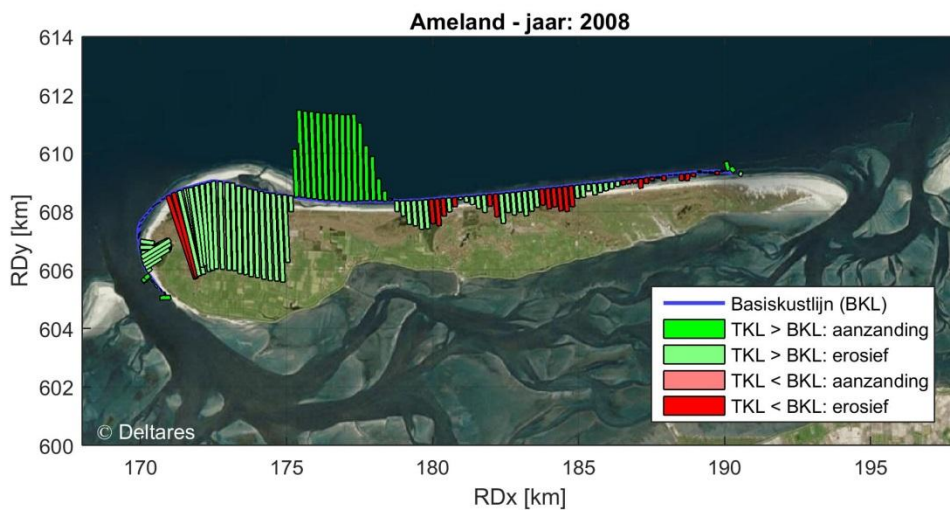 Ameland - jaar: 2008
614
612
610
608
606
604
602
600
RDy [km]
Basiskustlijn (BKL)
TKL > BKL: aanzanding
TKL > BKL: erosief
TKL < BKL: aanzanding
TKL < BKL: erosief
© Deltares
170 175 180 185 190 195
RDx [km]